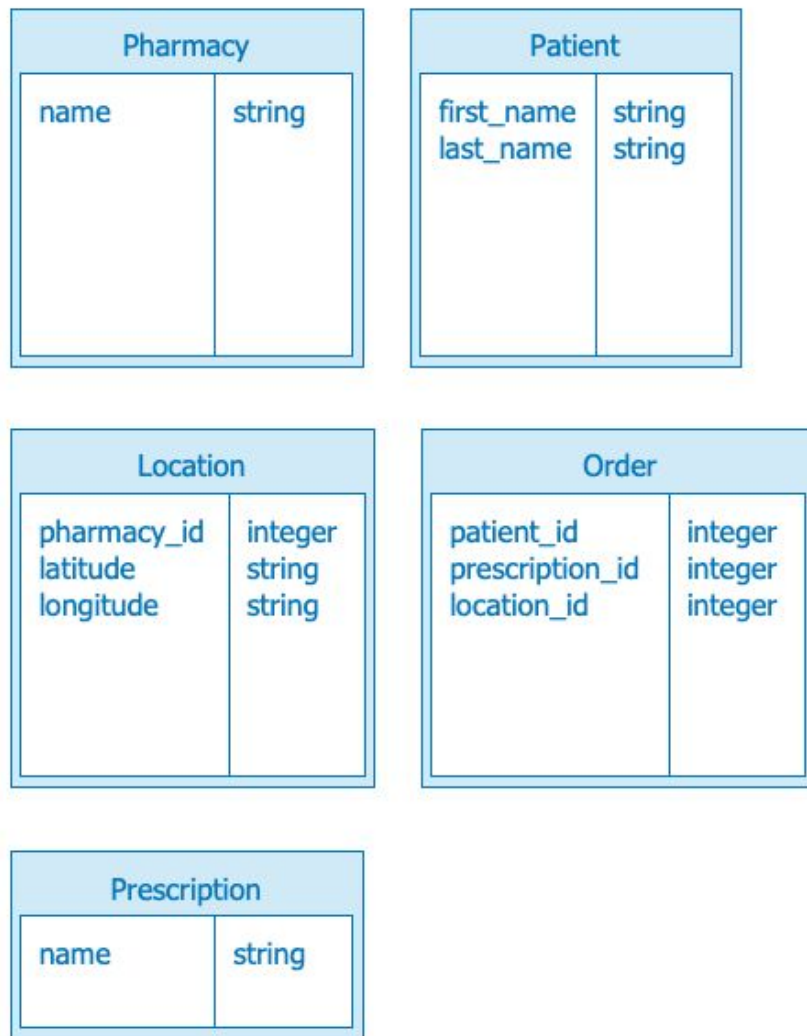 Pharmacy
name string
Patient
first_name string
last_name string
Location
pharmacy_id integer
latitude string
longitude string
Order
patient_id integer
prescription_id integer
location_id integer
Prescription
name string